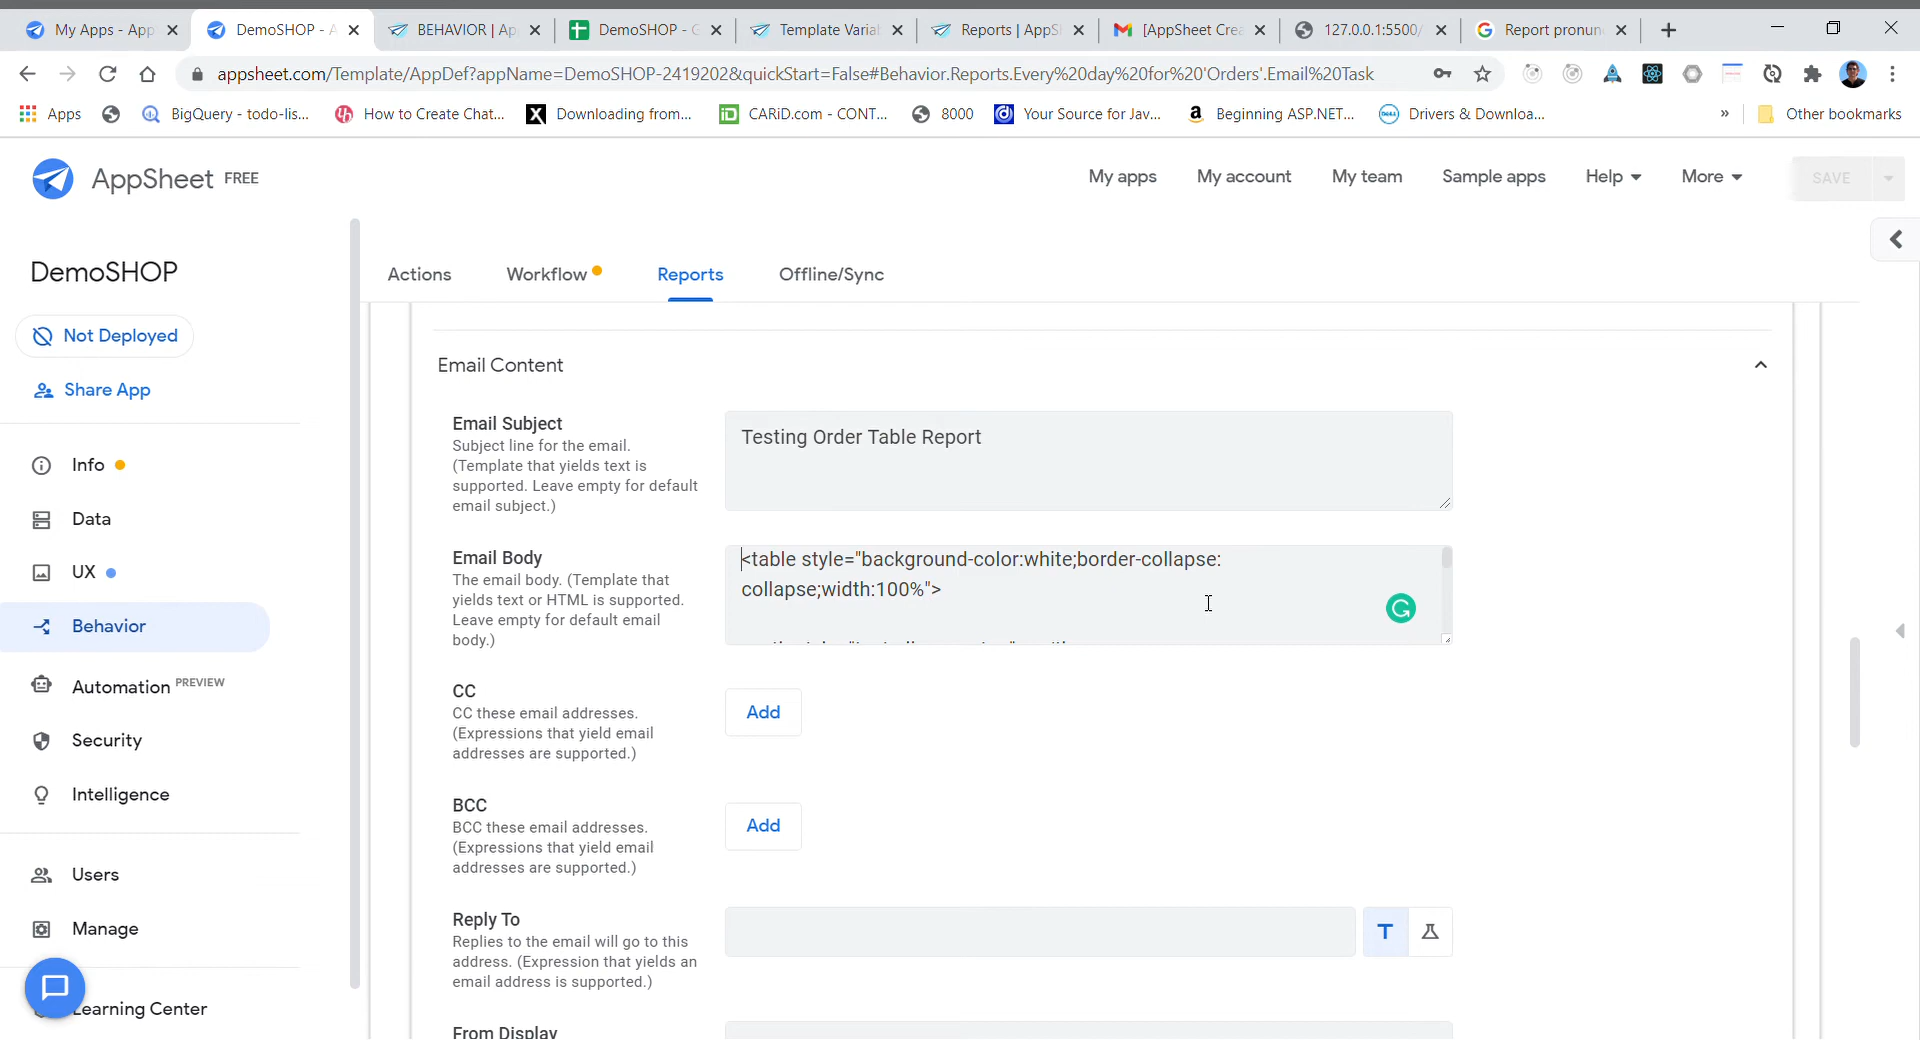 My Apps - App
DemoSHOP - A
BEHAVIOR | Ap
DemoSHOP - G
Template Varia
Reports | AppS
[AppSheet Crea
127.0.0.1:5500/
Report pronun
appsheet.com/Template/AppDef?appName=DemoSHOP-2419202&quickStart=False#Behavior.Reports.Every%20day%20for%20'Orders'.Email%20Task
Apps
BigQuery - todo-lis...
How to Create Chat...
Downloading from...
CARiD.com - CONT...
8000
Your Source for Jav...
Beginning ASP.NET...
Drivers & Downloa...
»
Other bookmarks
AppSheet FREE
My apps
My account
My team
Sample apps
Help
More
SAVE
DemoSHOP
Not Deployed
Share App
Info
Data
UX
Behavior
Automation PREVIEW
Security
Intelligence
Users
Manage
Learning Center
Actions
Workflow
Reports
Offline/Sync
Email Content
Email Subject
Subject line for the email.
(Template that yields text is
supported. Leave empty for default
email subject.)
Testing Order Table Report
Email Body
The email body. (Template that
yields text or HTML is supported.
Leave empty for default email
body.)
<table style="background-color:white;border-collapse:
collapse;width:100%">
CC
CC these email addresses.
(Expressions that yield email
addresses are supported.)
Add
BCC
BCC these email addresses.
(Expressions that yield email
addresses are supported.)
Add
Reply To
Replies to the email will go to this
address. (Expression that yields an
email address is supported.)
T
From Display